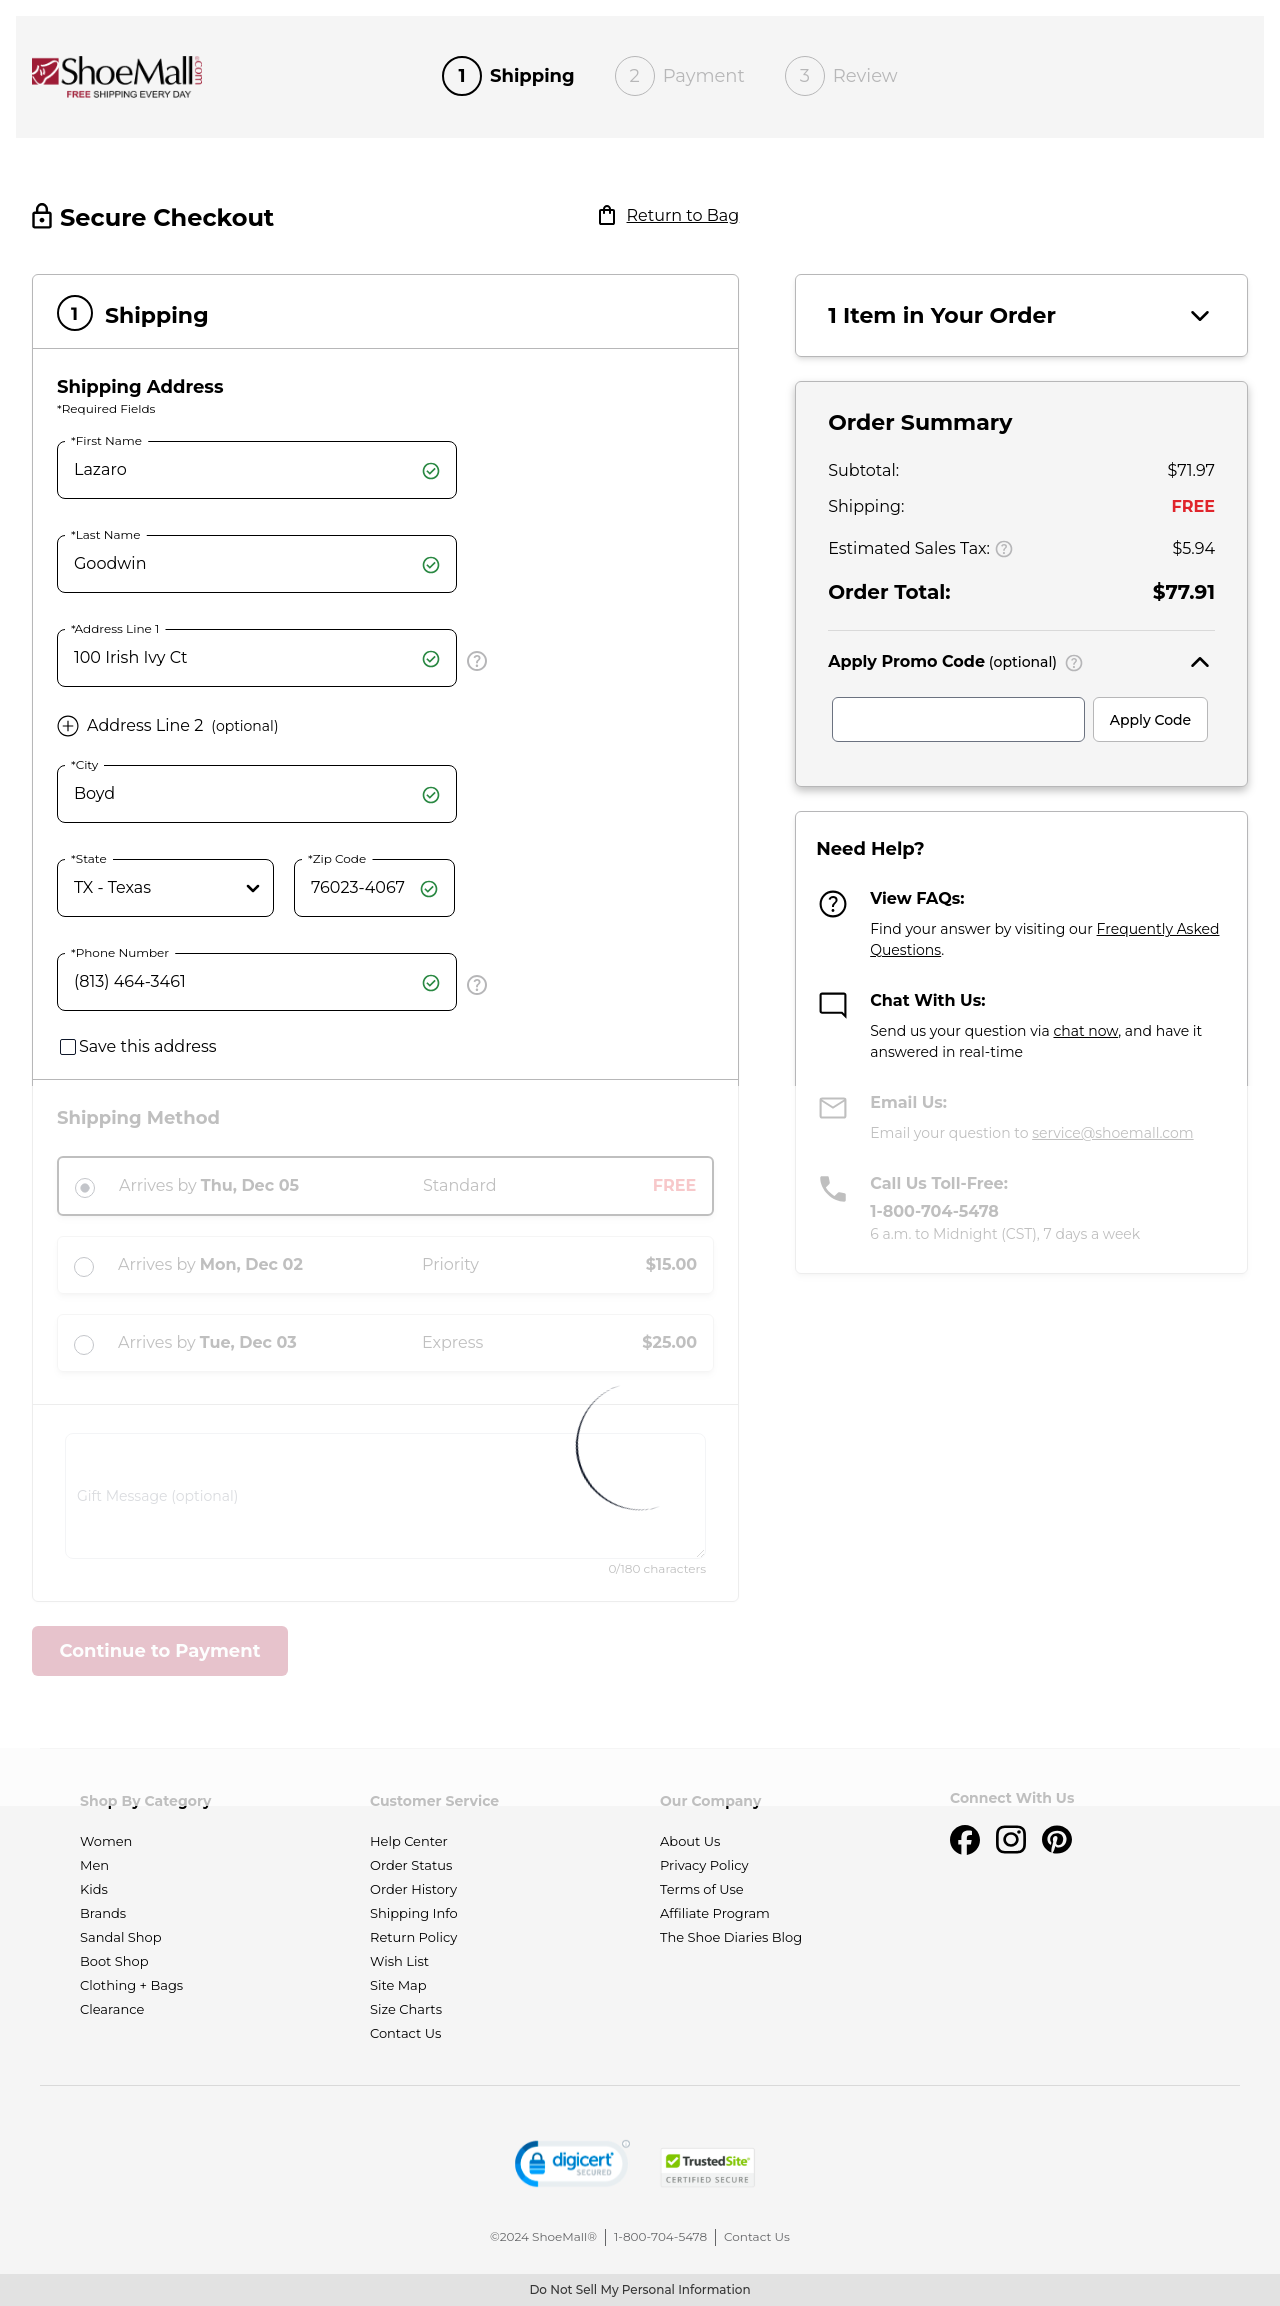 ShoeMall.com
FREE SHIPPING EVERY DAY
1 Shipping
2 Payment
3 Review
Secure Checkout
Return to Bag
1 Shipping
Shipping Address
*Required Fields
*First Name
Lazaro
*Last Name
Goodwin
*Address Line 1
100 Irish Ivy Ct
?
Address Line 2 (optional)
*City
Boyd
*State
TX - Texas
*Zip Code
76023-4067
*Phone Number
(813) 464-3461
?
Save this address
Shipping Method
Arrives by Thu, Dec 05 Standard FREE
Arrives by Mon, Dec 02 Priority $15.00
Arrives by Tue, Dec 03 Express $25.00
Gift Message (optional)
0/180 characters
Continue to Payment
1 Item in Your Order
Order Summary
Subtotal: $71.97
Shipping: FREE
Estimated Sales Tax: ? $5.94
Order Total: $77.91
Apply Promo Code (optional) ?
Apply Code
Need Help?
? View FAQs:
Find your answer by visiting our Frequently Asked
Questions.
Chat With Us:
Send us your question via chat now, and have it
answered in real-time
Email Us:
Email your question to service@shoemall.com
Call Us Toll-Free:
1-800-704-5478
6 a.m. to Midnight (CST), 7 days a week
Shop By Category
Women
Men
Kids
Brands
Sandal Shop
Boot Shop
Clothing + Bags
Clearance
Customer Service
Help Center
Order Status
Order History
Shipping Info
Return Policy
Wish List
Site Map
Size Charts
Contact Us
Our Company
About Us
Privacy Policy
Terms of Use
Affiliate Program
The Shoe Diaries Blog
Connect With Us
digicert®
SECURED
TrustedSite®
CERTIFIED SECURE
©2024 ShoeMall® | 1-800-704-5478 | Contact Us
Do Not Sell My Personal Information